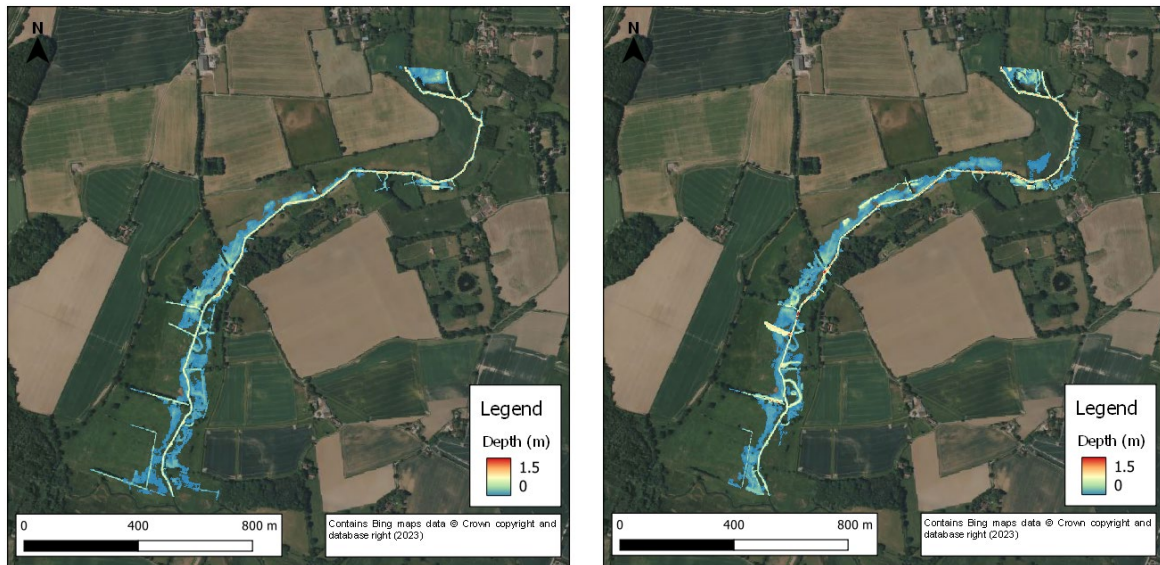 N
Legend
Depth (m)
1.5
0
0 400 800 m
Contains Bing maps data © Crown copyright and
database right (2023)
N
Legend
Depth (m)
1.5
0
0 400 800 m
Contains Bing maps data © Crown copyright and
database right (2023)